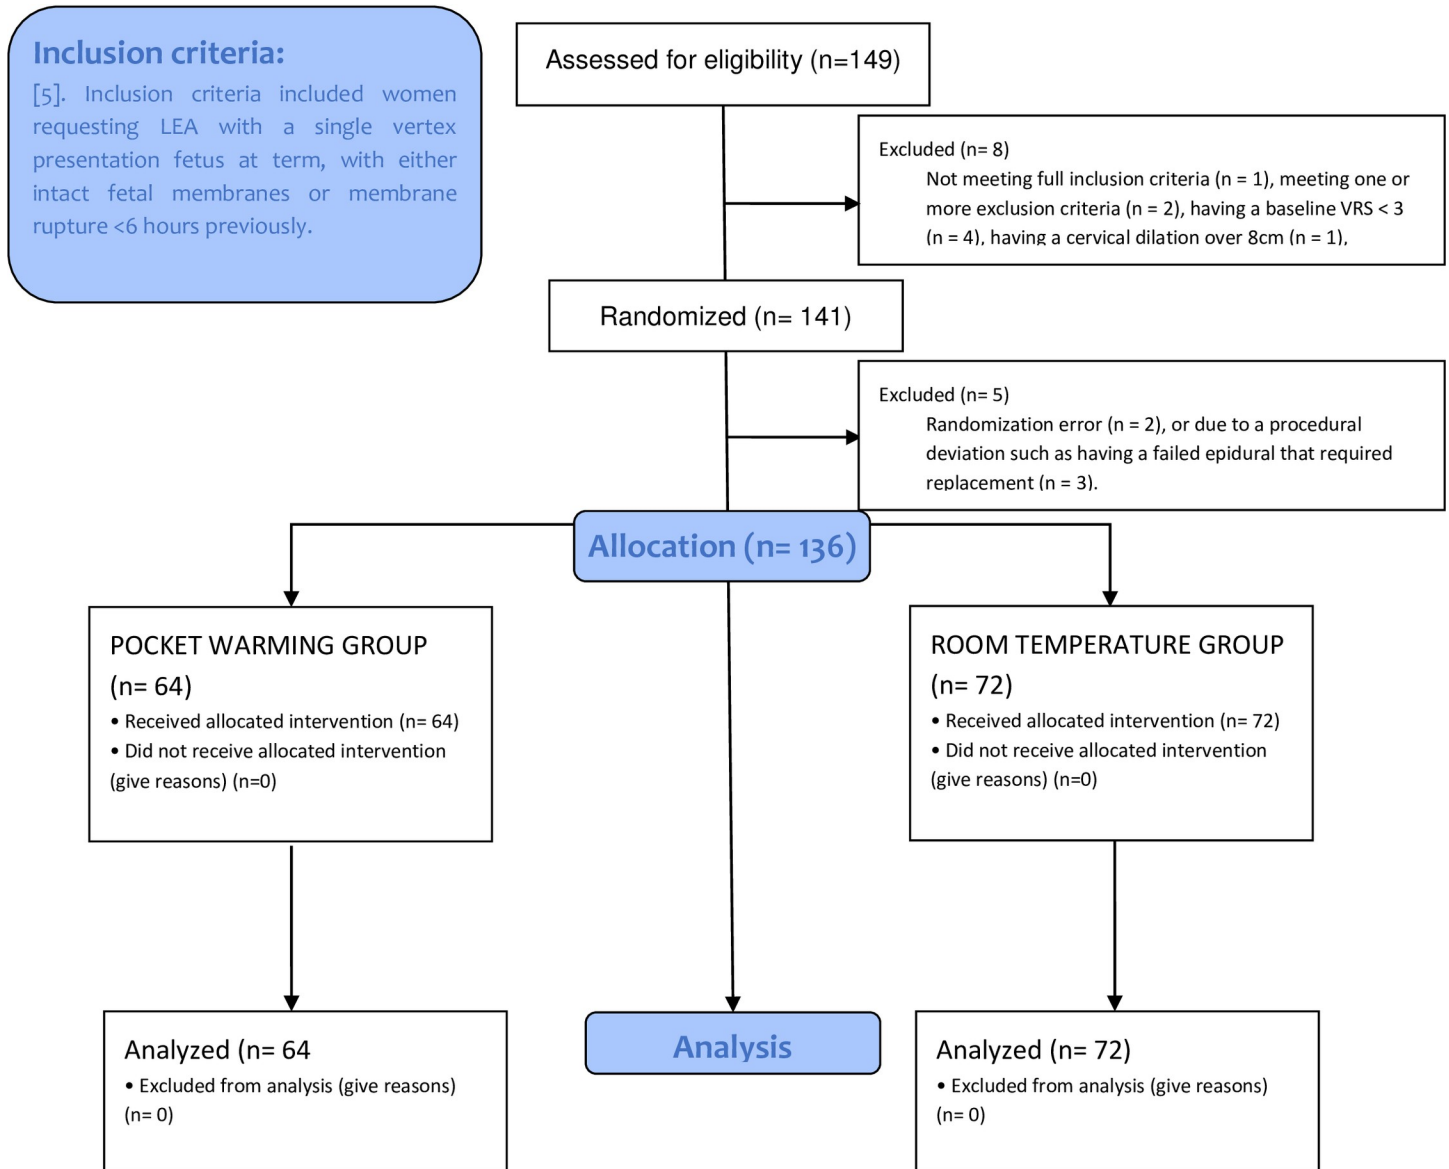 Inclusion criteria:
[5]. Inclusion criteria included women
requesting LEA with a single vertex
presentation fetus at term, with either
intact fetal membranes or membrane
rupture <6 hours previously.
Assessed for eligibility (n=149)
Excluded (n= 8)
Not meeting full inclusion criteria (n = 1), meeting one or
more exclusion criteria (n = 2), having a baseline VRS < 3
(n = 4), having a cervical dilation over 8cm (n = 1),
Randomized (n= 141)
Excluded (n= 5)
Randomization error (n = 2), or due to a procedural
deviation such as having a failed epidural that required
replacement (n = 3).
Allocation (n= 136)
POCKET WARMING GROUP
(n= 64)
• Received allocated intervention (n= 64)
• Did not receive allocated intervention
(give reasons) (n=0)
ROOM TEMPERATURE GROUP
(n= 72)
• Received allocated intervention (n= 72)
• Did not receive allocated intervention
(give reasons) (n=0)
Analyzed (n= 64
• Excluded from analysis (give reasons)
(n= 0)
Analysis
Analyzed (n= 72)
• Excluded from analysis (give reasons)
(n= 0)